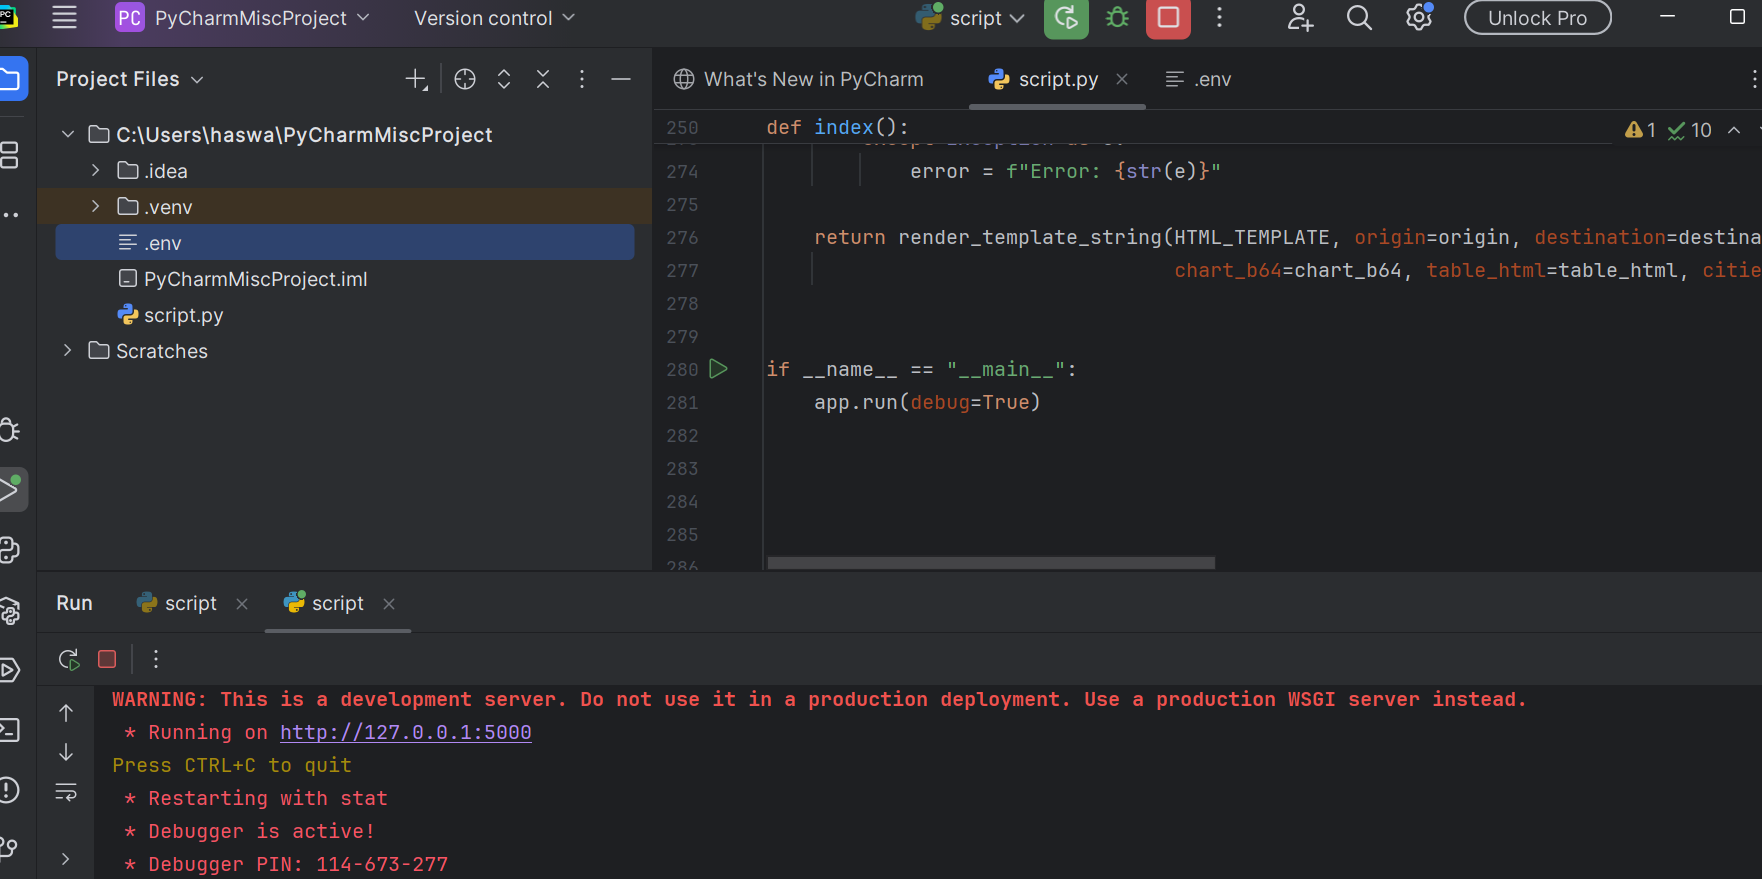 PC
PC PyCharmMiscProject
Version control
script
Unlock Pro
Project Files
What's New in PyCharm
script.py
.env
C:\Users\haswa\PyCharmMiscProject
.idea
.venv
.env
PyCharmMiscProject.iml
script.py
Scratches
250 def index():
1 10
274 error = f"Error: {str(e)}"
275
276 return render_template_string(HTML_TEMPLATE, origin=origin, destination=destina
277 chart_b64=chart_b64, table_html=table_html, citie
278
279
280 if __name__ == "__main__":
281 app.run(debug=True)
282
283
284
285
286
Run
script
script
WARNING: This is a development server. Do not use it in a production deployment. Use a production WSGI server instead.
* Running on http://127.0.0.1:5000
Press CTRL+C to quit
* Restarting with stat
* Debugger is active!
* Debugger PIN: 114-673-277